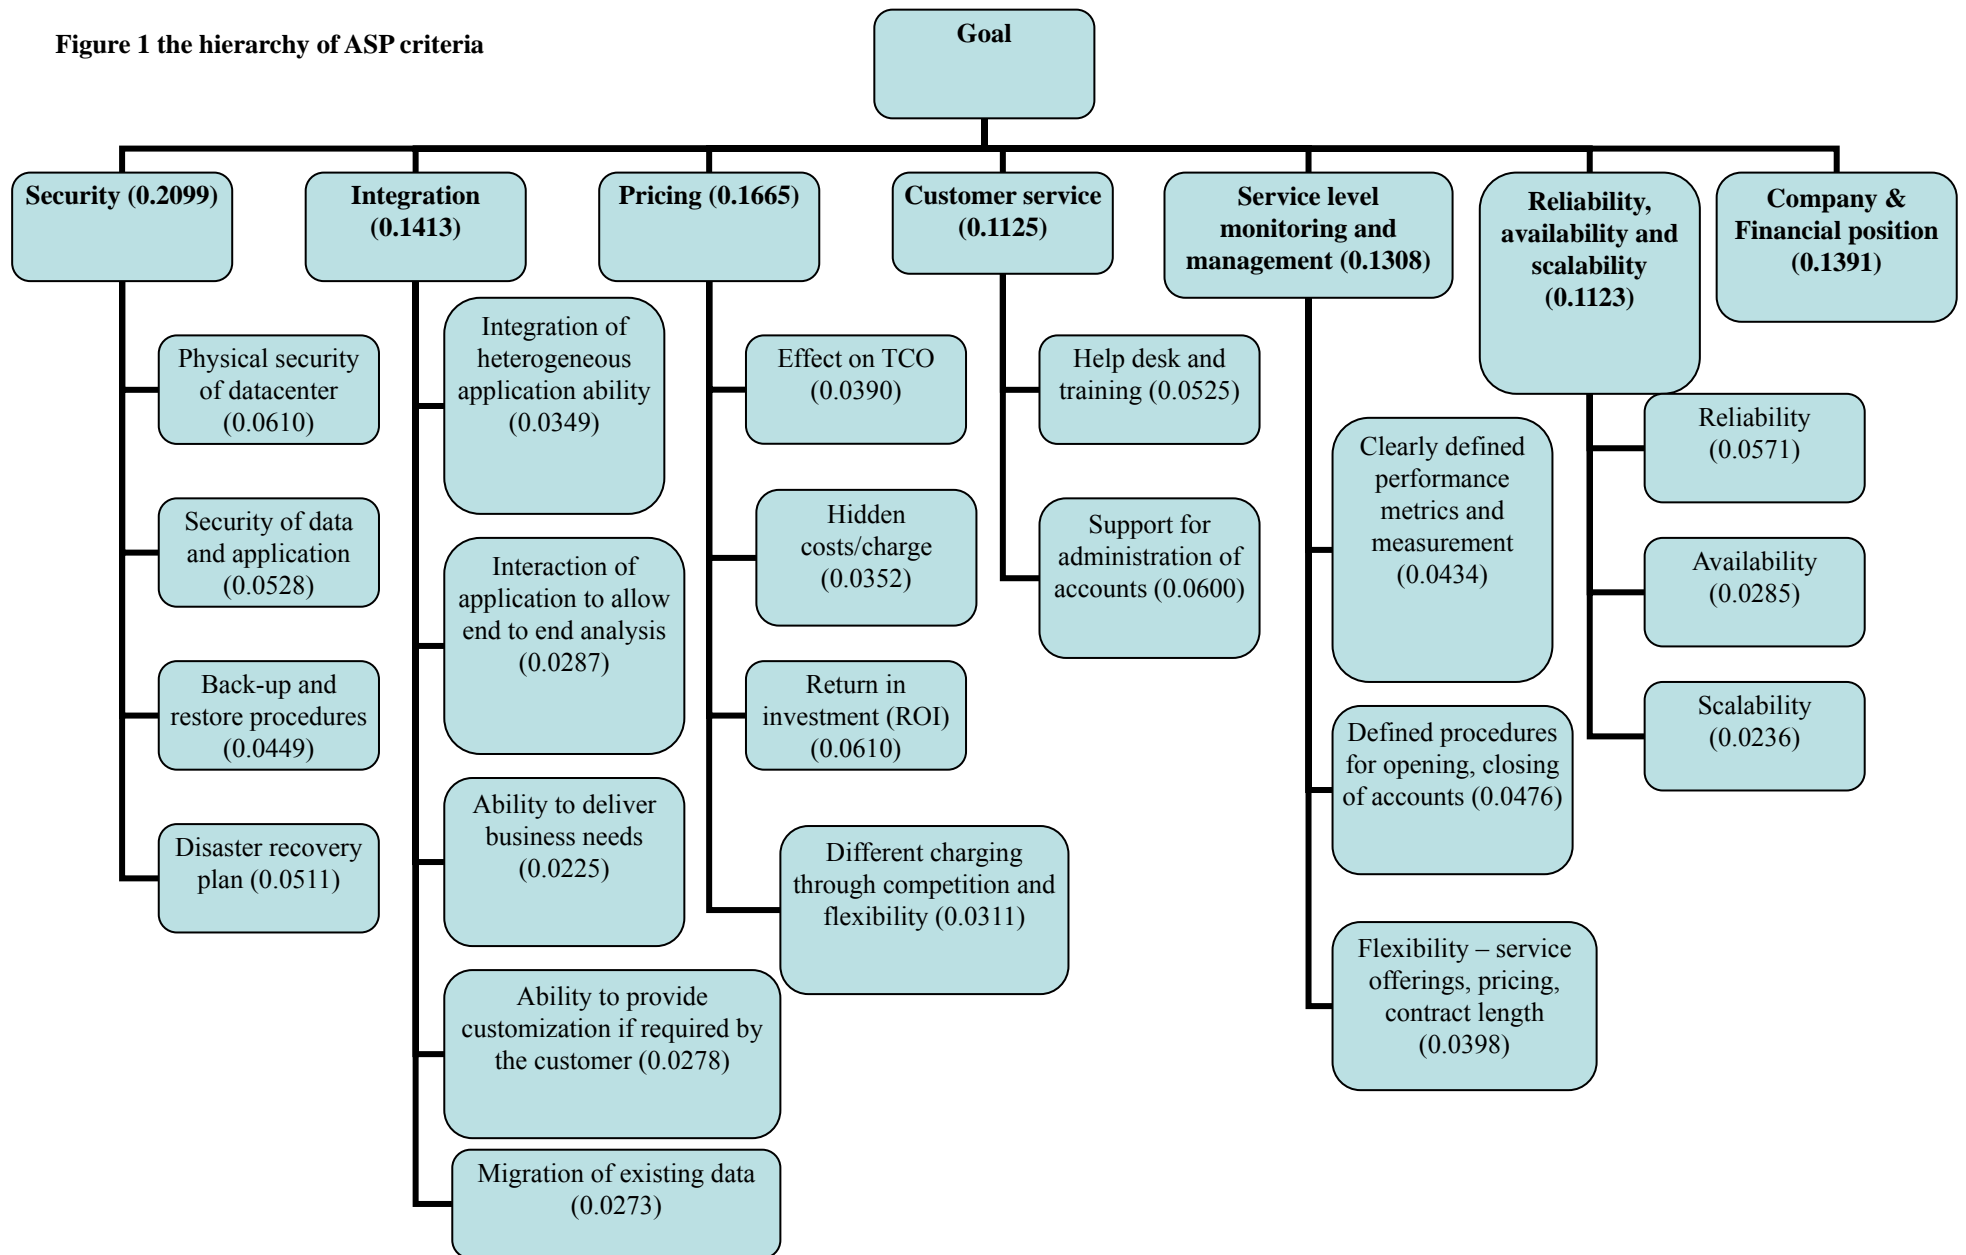 Figure 1 the hierarchy of ASP criteria
Goal
Security (0.2099)
Integration
(0.1413)
Pricing (0.1665)
Customer service
(0.1125)
Service level
monitoring and
management (0.1308)
Reliability,
availability and
scalability
(0.1123)
Company &
Financial position
(0.1391)
Physical security
of datacenter
(0.0610)
Security of data
and application
(0.0528)
Back-up and
restore procedures
(0.0449)
Disaster recovery
plan (0.0511)
Integration of
heterogeneous
application ability
(0.0349)
Interaction of
application to allow
end to end analysis
(0.0287)
Ability to deliver
business needs
(0.0225)
Ability to provide
customization if required by
the customer (0.0278)
Migration of existing data
(0.0273)
Effect on TCO
(0.0390)
Hidden
costs/charge
(0.0352)
Return in
investment (ROI)
(0.0610)
Different charging
through competition and
flexibility (0.0311)
Help desk and
training (0.0525)
Support for
administration of
accounts (0.0600)
Clearly defined
performance
metrics and
measurement
(0.0434)
Defined procedures
for opening, closing
of accounts (0.0476)
Flexibility – service
offerings, pricing,
contract length
(0.0398)
Reliability
(0.0571)
Availability
(0.0285)
Scalability
(0.0236)